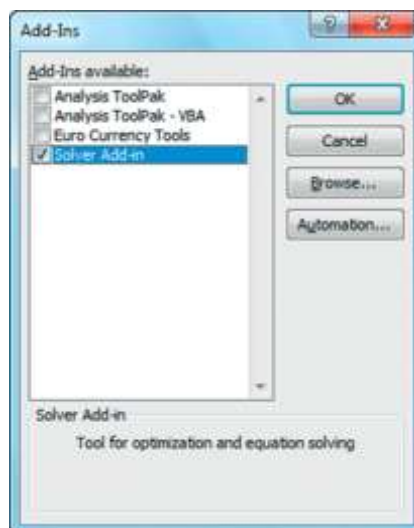 Add-Ins
Add-Ins available:
Analysis ToolPak
Analysis ToolPak - VBA
Euro Currency Tools
Solver Add-in
OK
Cancel
Browse...
Automation...
Solver Add-in
Tool for optimization and equation solving